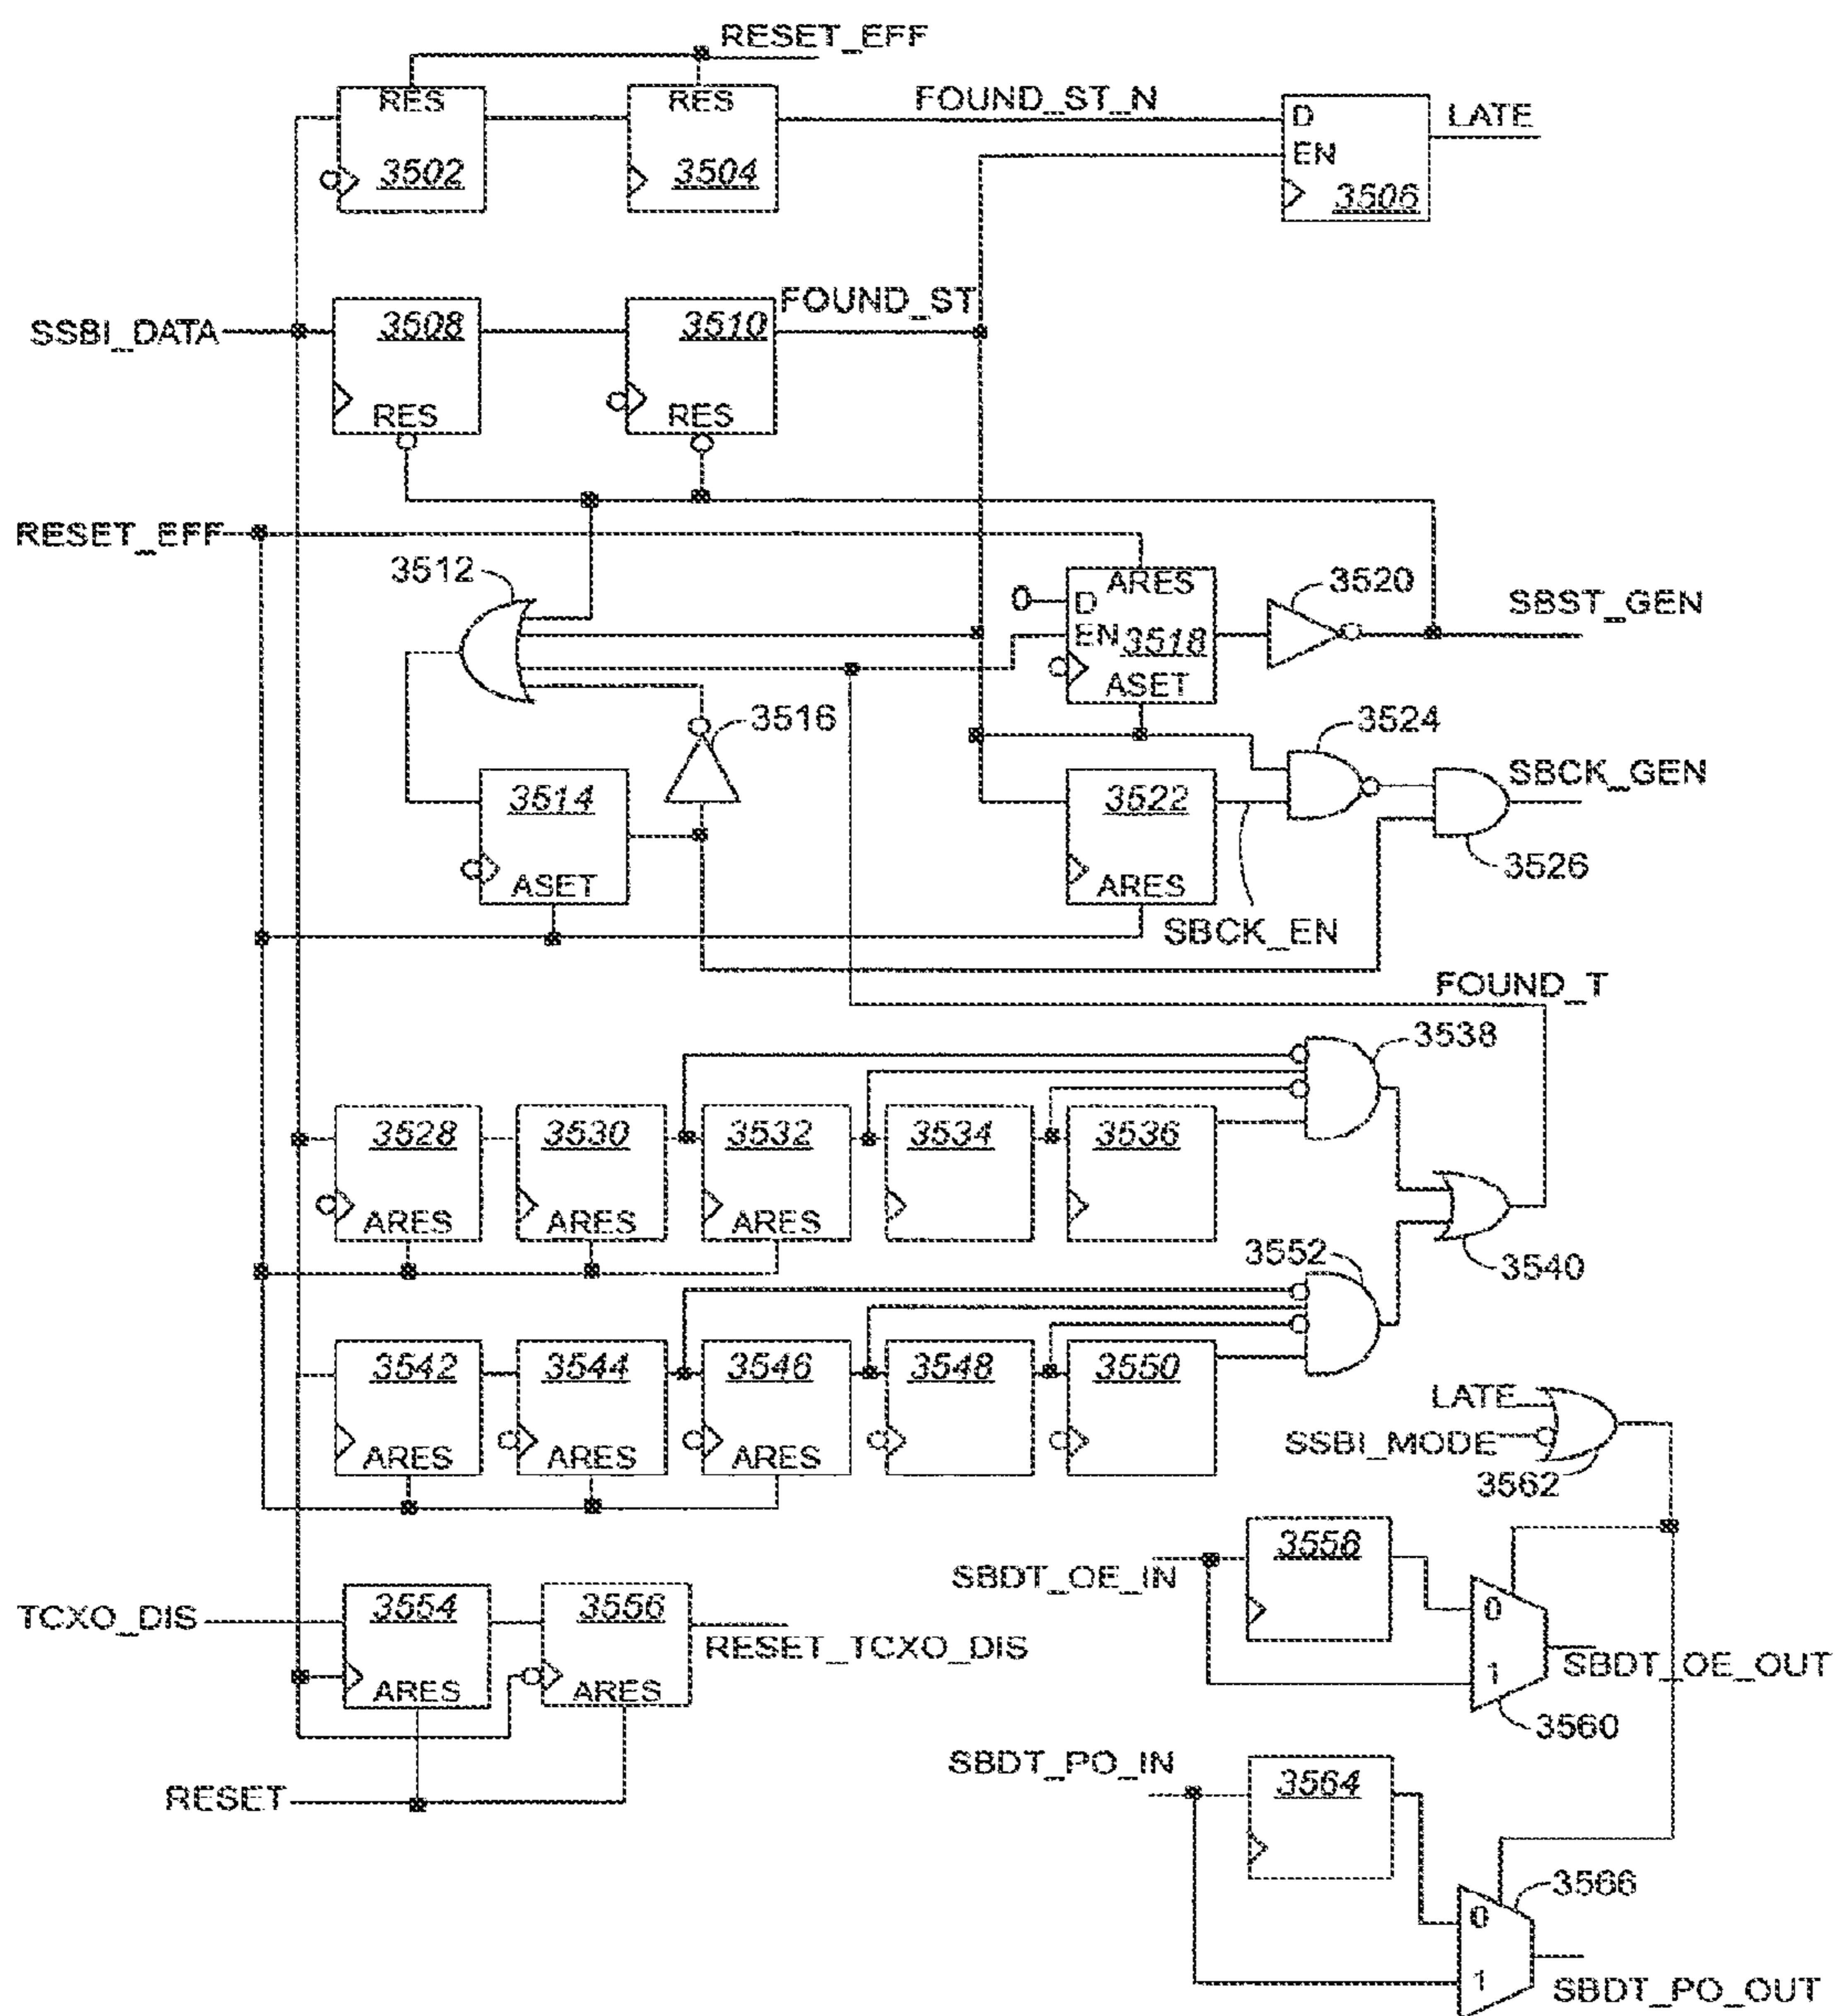 RESET_EFF
RES
3502
RES
3504
FOUND_ST_N
D
EN
3506
LATE
SSBI_DATA
3508
RES
3510
RES
FOUND_ST
RESET_EFF
3512
0
ARES
D
EN
3518
ASET
3520
SBST_GEN
3516
3514
ASET
3522
ARES
SBCK_EN
3524
SBCK_GEN
3526
FOUND_T
3528
ARES
3530
ARES
3532
ARES
3534
3536
3538
3540
3542
ARES
3544
ARES
3546
ARES
3548
3550
3552
LATE
SSBI_MODE
3562
TCXO_DIS
3554
ARES
3556
ARES
RESET_TCXO_DIS
RESET
SBDT_OE_IN
3558
0
1
SBDT_OE_OUT
3560
SBDT_PO_IN
3564
0
1
3566
SBDT_PO_OUT